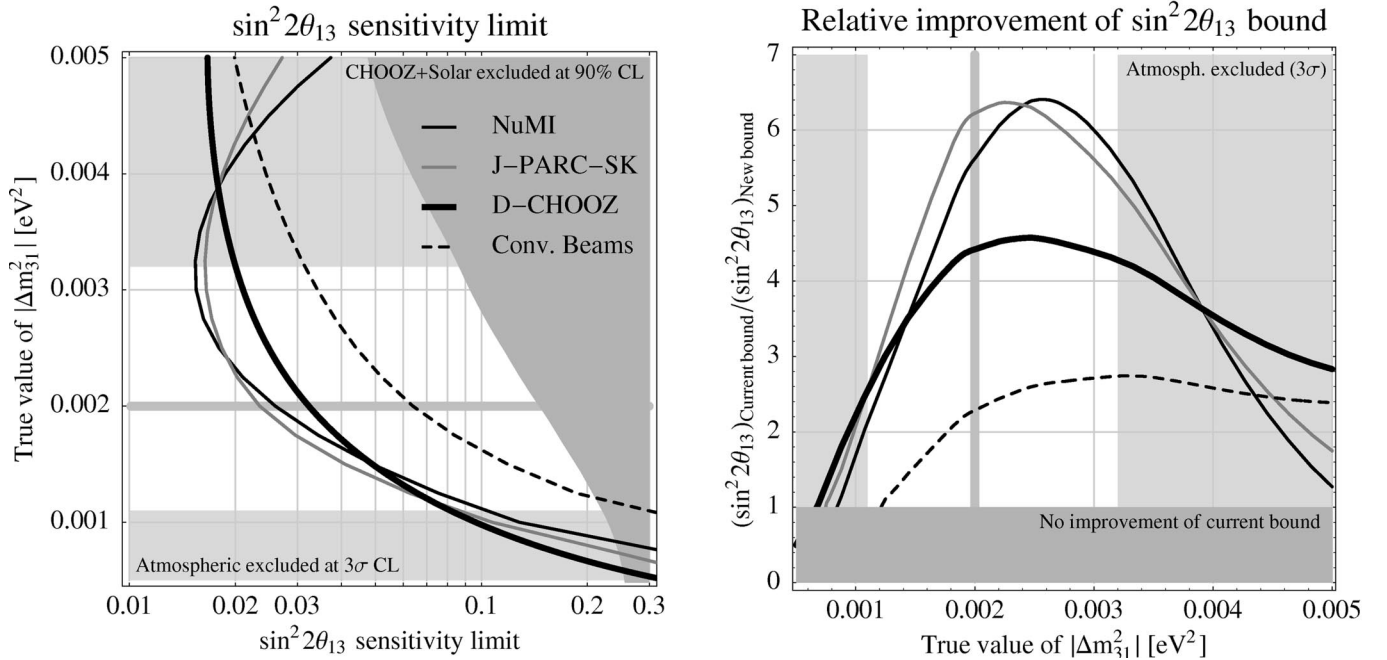 sin²2θ₁₃ sensitivity limit
0.005
0.004
0.003
0.002
0.001
True value of |Δm²₃₁| [eV²]
CHOOZ+Solar excluded at 90% CL
NuMI
J−PARC−SK
D−CHOOZ
Conv. Beams
Atmospheric excluded at 3σ CL
0.01 0.02 0.03 0.1 0.3
sin²2θ₁₃ sensitivity limit
Relative improvement of sin²2θ₁₃ bound
7
6
5
4
3
2
1
0
(sin²2θ₁₃)Current bound/(sin²2θ₁₃)New bound
Atmosph. excluded (3σ)
No improvement of current bound
0.001 0.002 0.003 0.004 0.005
True value of |Δm²₃₁| [eV²]